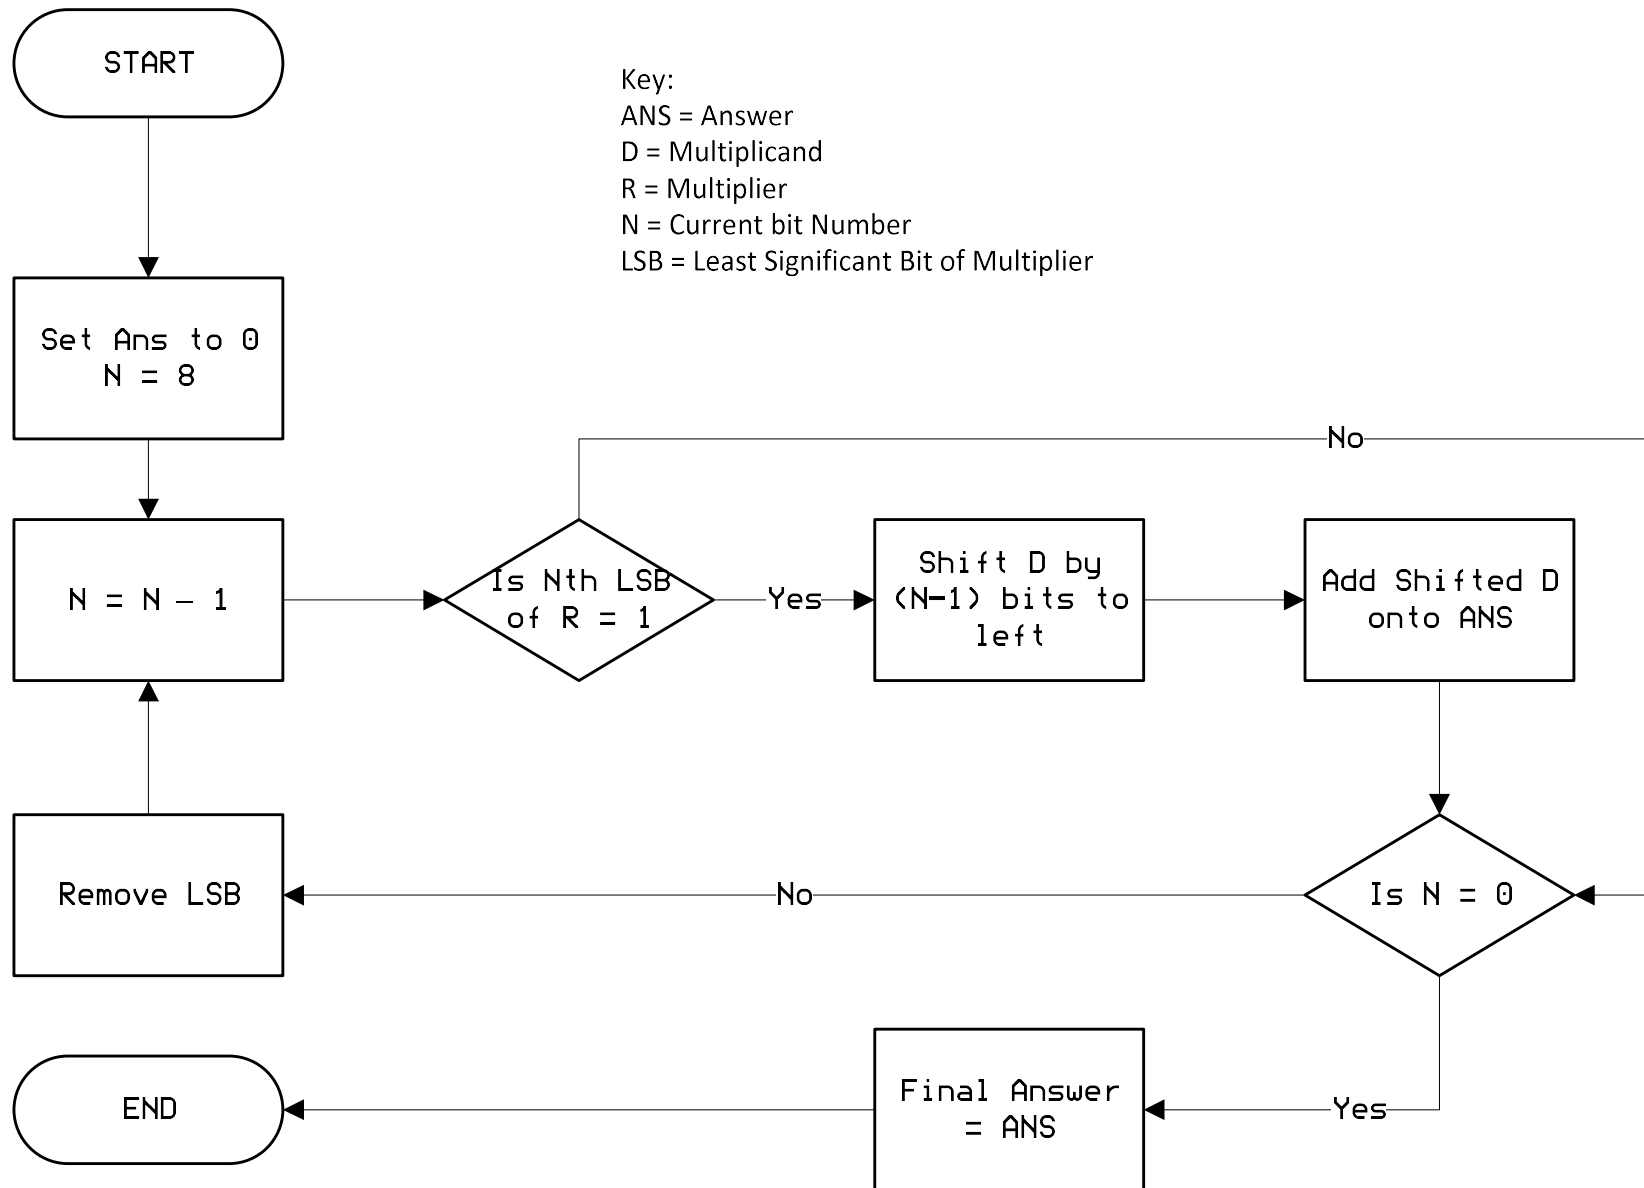 START
Key:
ANS = Answer
D = Multiplicand
R = Multiplier
N = Current bit Number
LSB = Least Significant Bit of Multiplier
Set Ans to 0
N = 8
No
N = N - 1
Is Nth LSB
of R = 1
Yes
Shift D by
(N-1) bits to
left
Add Shifted D
onto ANS
Remove LSB
No
Is N = 0
END
Final Answer
= ANS
Yes